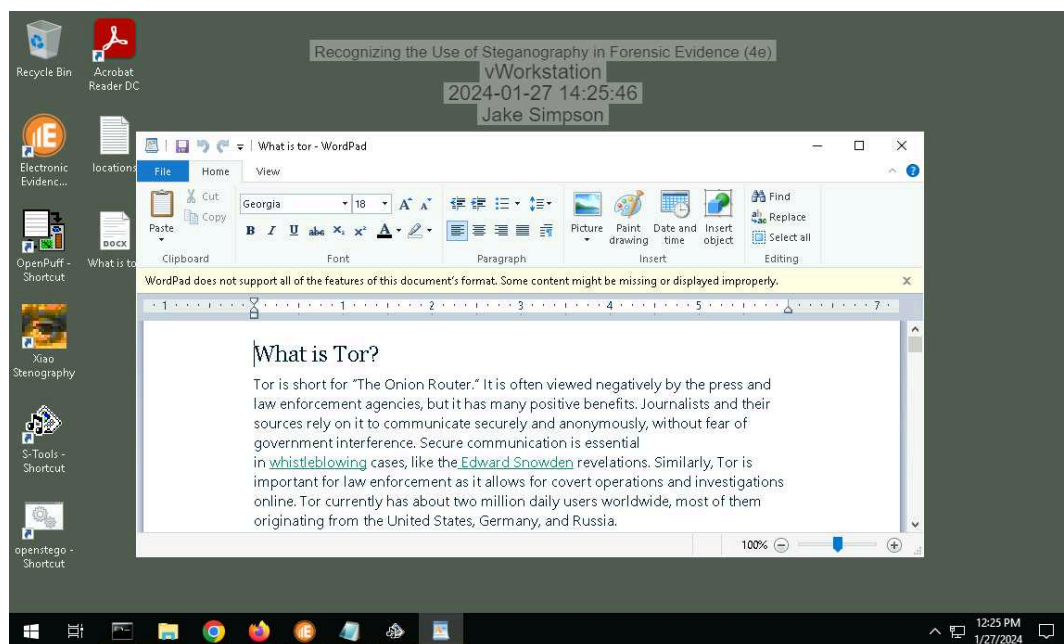 Recognizing the Use of Steganography in Forensic Evidence (4e)
vWorkstation
2024-01-27 14:25:46
Jake Simpson
Recycle Bin
Acrobat
Reader DC
Electronic
Evidenc...
locations
OpenPuff -
Shortcut
DOCX
What is to
Xiao
Stenography
S-Tools -
Shortcut
openstego -
Shortcut
What is tor - WordPad
File Home View
Paste
Cut
Copy
Clipboard
Georgia 18
Font
Paragraph
Picture
Paint
drawing
Date and
time
Insert
object
Insert
Find
Replace
Select all
Editing
WordPad does not support all of the features of this document's format. Some content might be missing or displayed improperly.
1 1 2 3 4 5 7
What is Tor?
Tor is short for “The Onion Router.” It is often viewed negatively by the press and
law enforcement agencies, but it has many positive benefits. Journalists and their
sources rely on it to communicate securely and anonymously, without fear of
government interference. Secure communication is essential
in whistleblowing cases, like the Edward Snowden revelations. Similarly, Tor is
important for law enforcement as it allows for covert operations and investigations
online. Tor currently has about two million daily users worldwide, most of them
originating from the United States, Germany, and Russia.
100%
12:25 PM
1/27/2024